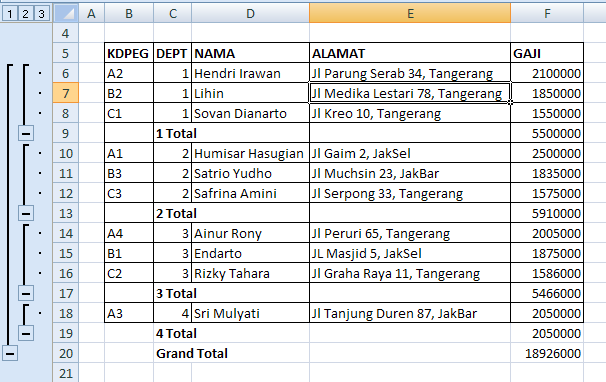 1 2 3 A B C D E F
4
5 KDPEG DEPT NAMA ALAMAT GAJI
6 A2 1 Hendri Irawan Jl Parung Serab 34, Tangerang 2100000
7 B2 1 Lihin Jl Medika Lestari 78, Tangerang 1850000
8 C1 1 Sovan Dianarto Jl Kreo 10, Tangerang 1550000
9 1 Total 5500000
10 A1 2 Humisar Hasugian Jl Gaim 2, JakSel 2500000
11 B3 2 Satrio Yudho Jl Muchsin 23, JakBar 1835000
12 C3 2 Safrina Amini Jl Serpong 33, Tangerang 1575000
13 2 Total 5910000
14 A4 3 Ainur Rony Jl Peruri 65, Tangerang 2005000
15 B1 3 Endarto JL Masjid 5, JakSel 1875000
16 C2 3 Rizky Tahara Jl Graha Raya 11, Tangerang 1586000
17 3 Total 5466000
18 A3 4 Sri Mulyati Jl Tanjung Duren 87, JakBar 2050000
19 4 Total 2050000
20 Grand Total 18926000
21